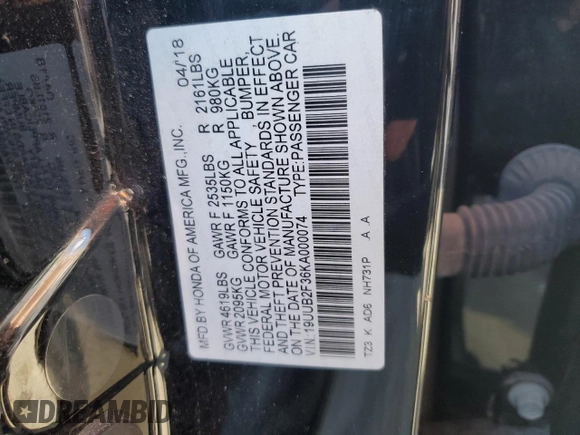 MFD BY HONDA OF AMERICA MFG.,INC. 04/18
GVWR 4619LBS GAWR F 2535LBS R 2161LBS
GVWR 2095KG GAWR F 1150KG R 980KG
THIS VEHICLE CONFORMS TO ALL APPLICABLE
FEDERAL MOTOR VEHICLE SAFETY BUMPER,
AND THEFT PREVENTION STANDARDS IN EFFECT
ON THE DATE OF MANUFACTURE SHOWN ABOVE.
V.I.N. 19UUB2F36KA000074 TYPE:PASSENGER CAR
TZ3 K AD6 NH731P A A
DREAMBID